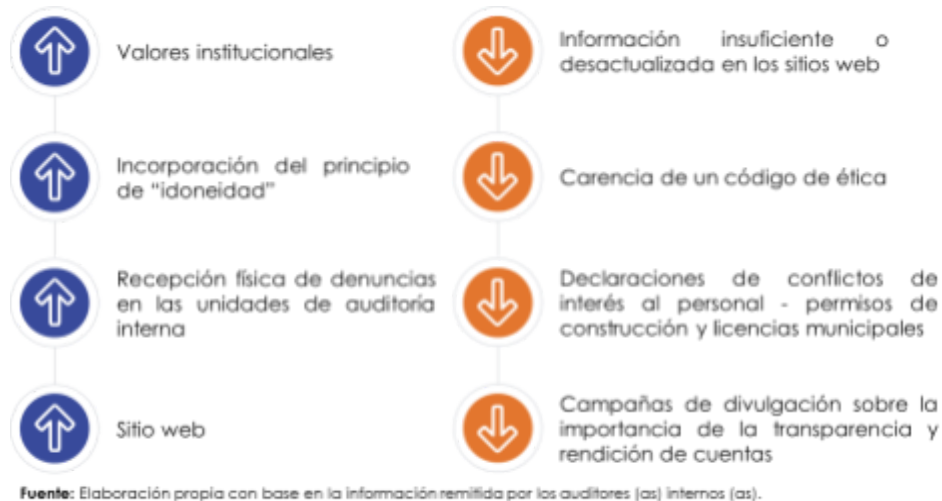 Valores institucionales
Incorporación del principio
de “idoneidad”
Recepción física de denuncias
en las unidades de auditoría
interna
Sitio web
Información insuficiente o
desactualizada en los sitios web
Carencia de un código de ética
Declaraciones de conflictos de
interés al personal - permisos de
construcción y licencias municipales
Campañas de divulgación sobre la
importancia de la transparencia y
rendición de cuentas
Fuente: Elaboración propia con base en la información remitida por los auditores (as) internos (as).